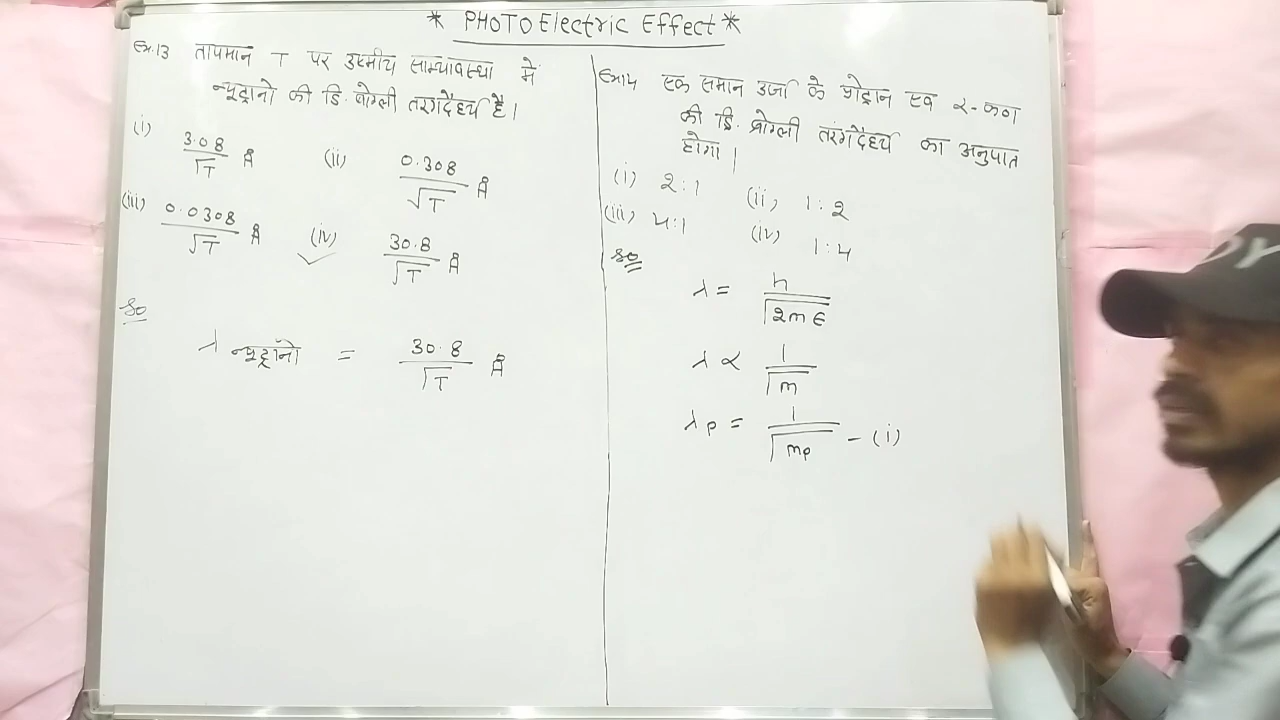 * PHOTO Electric Effect *
Ex.13 तापमान T पर उष्मीय साम्यावस्था में
न्यूट्रानो की डि. बोग्ली तरंगदैर्ध्य है।
(i) 3.08/√T Å (ii) 0.308/√T Å
(iii) 0.0308/√T Å (iv) 30.8/√T Å
So
λ न्यूट्रॉनो = 30.8/√T Å
Ex14 एक समान उर्जा के प्रोट्रान एवं α-कण
की डि. ब्रोग्ली तरंगदैर्ध्य का अनुपात
होगा |
(i) 2:1 (ii) 1:2
(iii) 4:1 (iv) 1:4
So
λ = h/√2mE
λ ∝ 1/√m
λp = 1/√mp - (i)